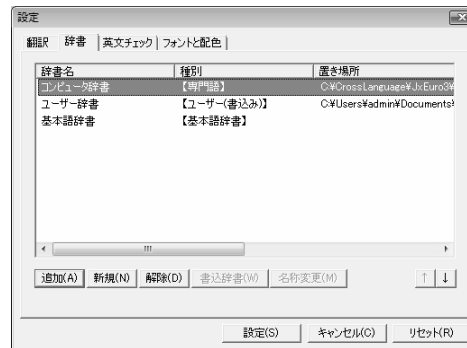 設定
翻訳 辞書 英文チェック フォントと配色
辞書名 種別 置き場所
コンピュータ辞書 【専門語】 C:¥CrossLanguage¥JxEuro3¥
ユーザー辞書 【ユーザー(書込み)】 C:¥Users¥admin¥Documents¥
基本語辞書 【基本語辞書】
追加(A) 新規(N) 解除(D) 書込辞書(W) 名称変更(M) ↑ ↓
設定(S) キャンセル(C) リセット(R)